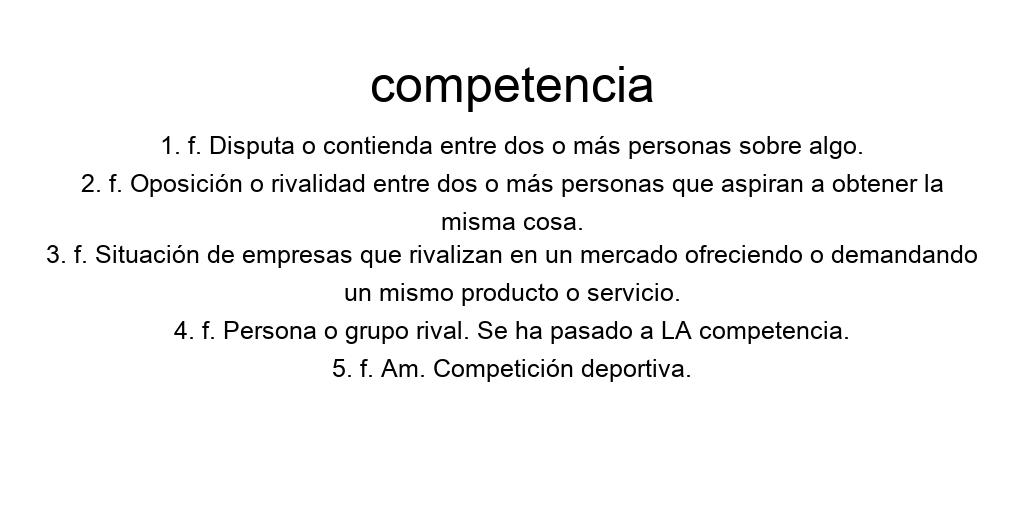 competencia
1. f. Disputa o contienda entre dos o más personas sobre algo.
2. f. Oposición o rivalidad entre dos o más personas que aspiran a obtener la
misma cosa.
3. f. Situación de empresas que rivalizan en un mercado ofreciendo o demandando
un mismo producto o servicio.
4. f. Persona o grupo rival. Se ha pasado a LA competencia.
5. f. Am. Competición deportiva.